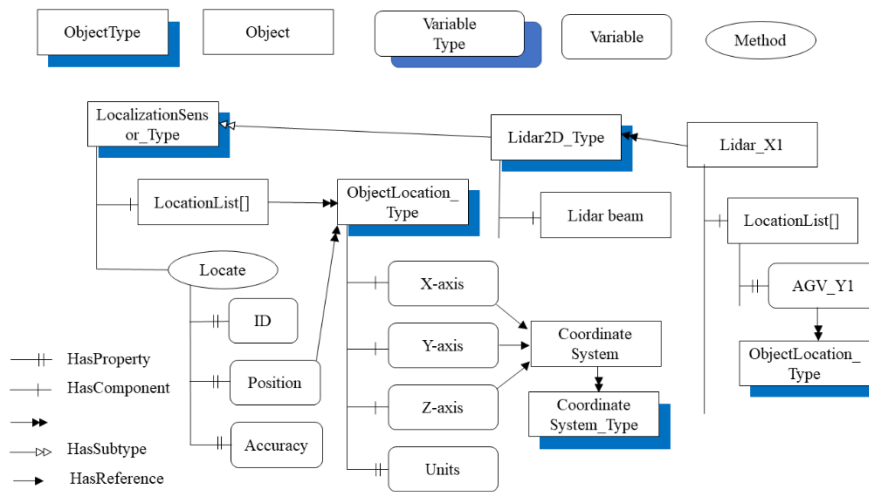 ObjectType
Object
Variable
Type
Variable
Method
LocalizationSens
or_Type
Lidar2D_Type
Lidar_X1
LocationList[]
ObjectLocation_
Type
Lidar beam
LocationList[]
Locate
X-axis
AGV_Y1
ID
Y-axis
Coordinate
System
HasProperty
ObjectLocation_
Type
HasComponent
Position
Z-axis
Coordinate
System_Type
HasSubtype
Accuracy
Units
HasReference